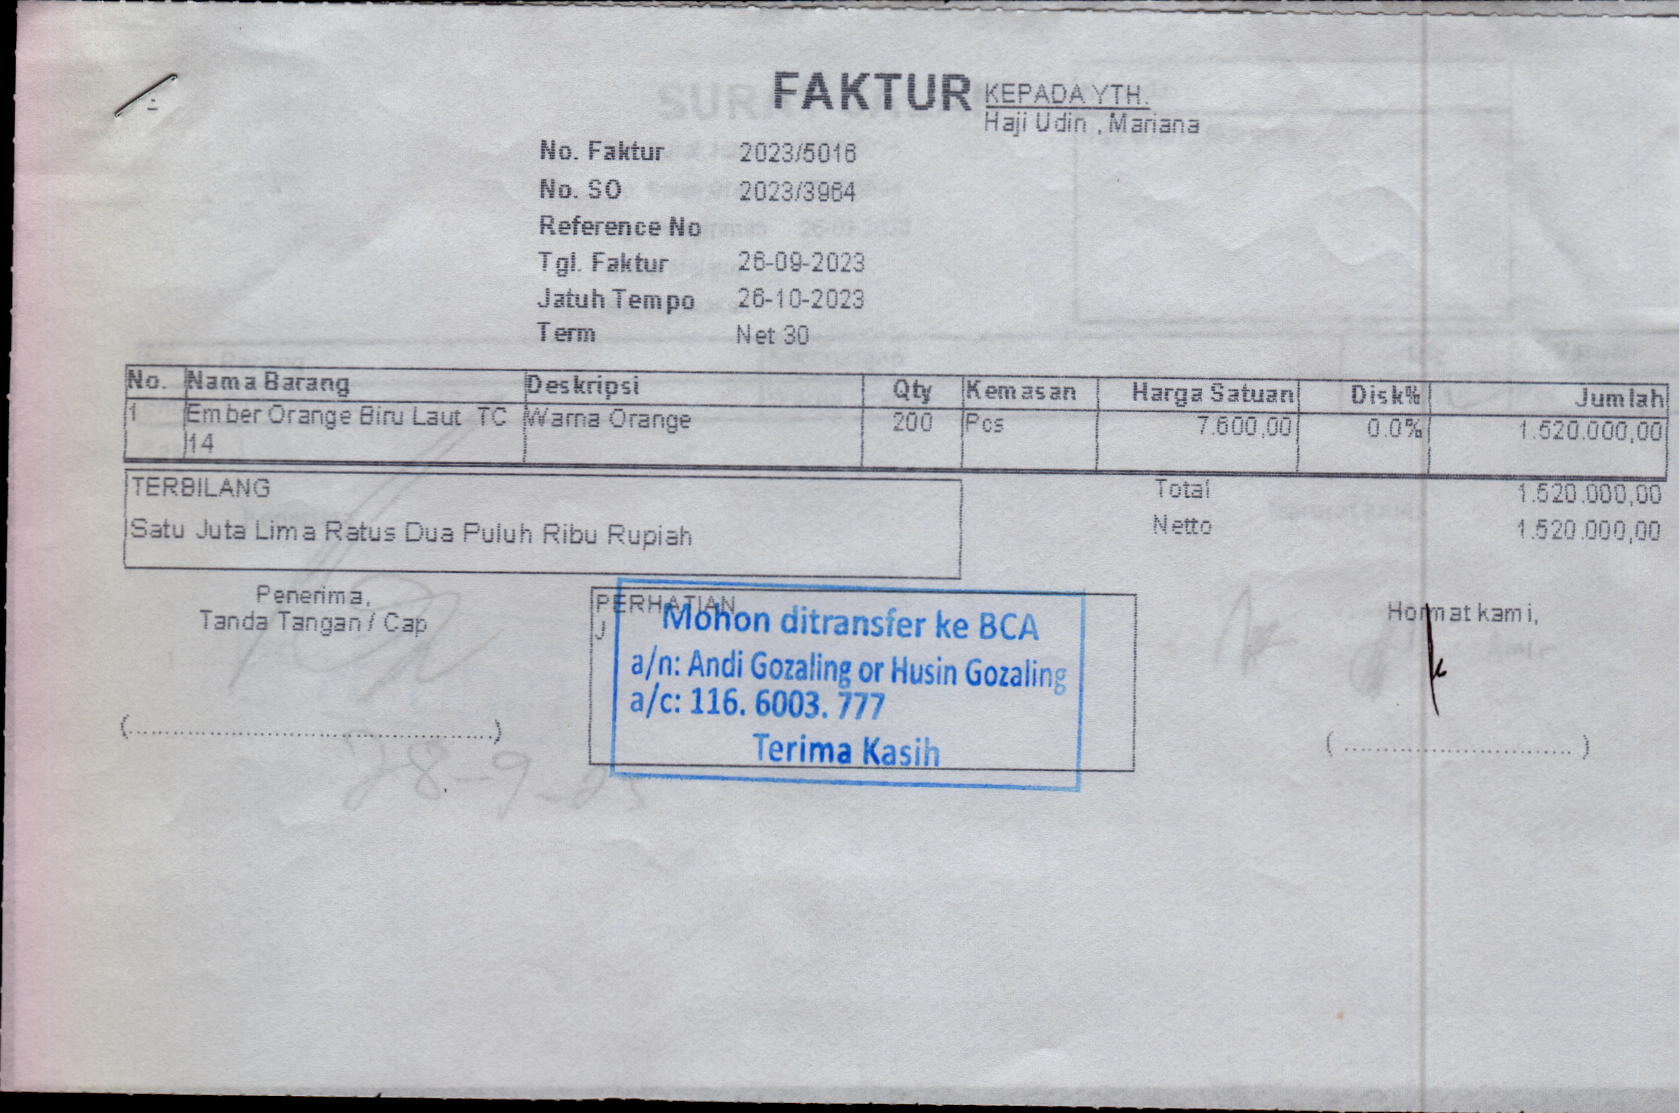 FAKTUR
KEPADA YTH.
Haji Udin , Mariana
No. Faktur 2023/5016
No. SO 2023/3964
Reference No
Tgl. Faktur 26-09-2023
Jatuh Tempo 26-10-2023
Term Net 30
No. Nama Barang Deskripsi Qty Kemasan Harga Satuan Disk% Jumlah
1 Ember Orange Biru Laut TC Warna Orange 200 Pcs 7.600,00 0.0% 1.520.000,00
14
TERBILANG
Satu Juta Lima Ratus Dua Puluh Ribu Rupiah
Total 1.520.000,00
Netto 1.520.000,00
Penerima,
Tanda Tangan / Cap
PERHATIAN
J
Mohon ditransfer ke BCA
a/n: Andi Gozaling or Husin Gozaling
a/c: 116. 6003. 777
Terima Kasih
Hormat kami,
(..........................................)
( .......................... )
28-9-23